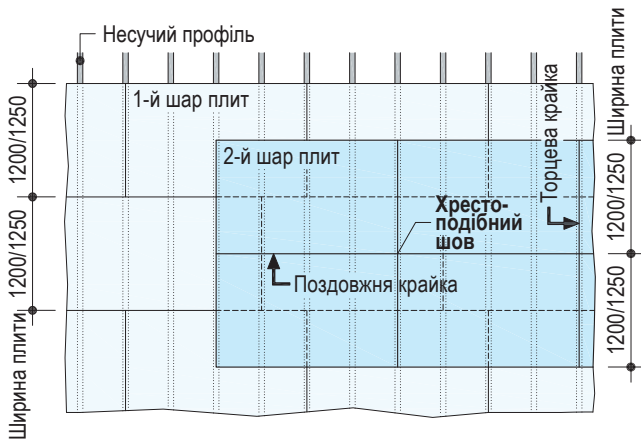 Несучий профіль
1-й шар плит
2-й шар плит
Хресто-
подібний
шов
Поздовжня крайка
Торцева крайка
Ширина плити
1200/1250
1200/1250
Ширина плити
1200/1250
1200/1250